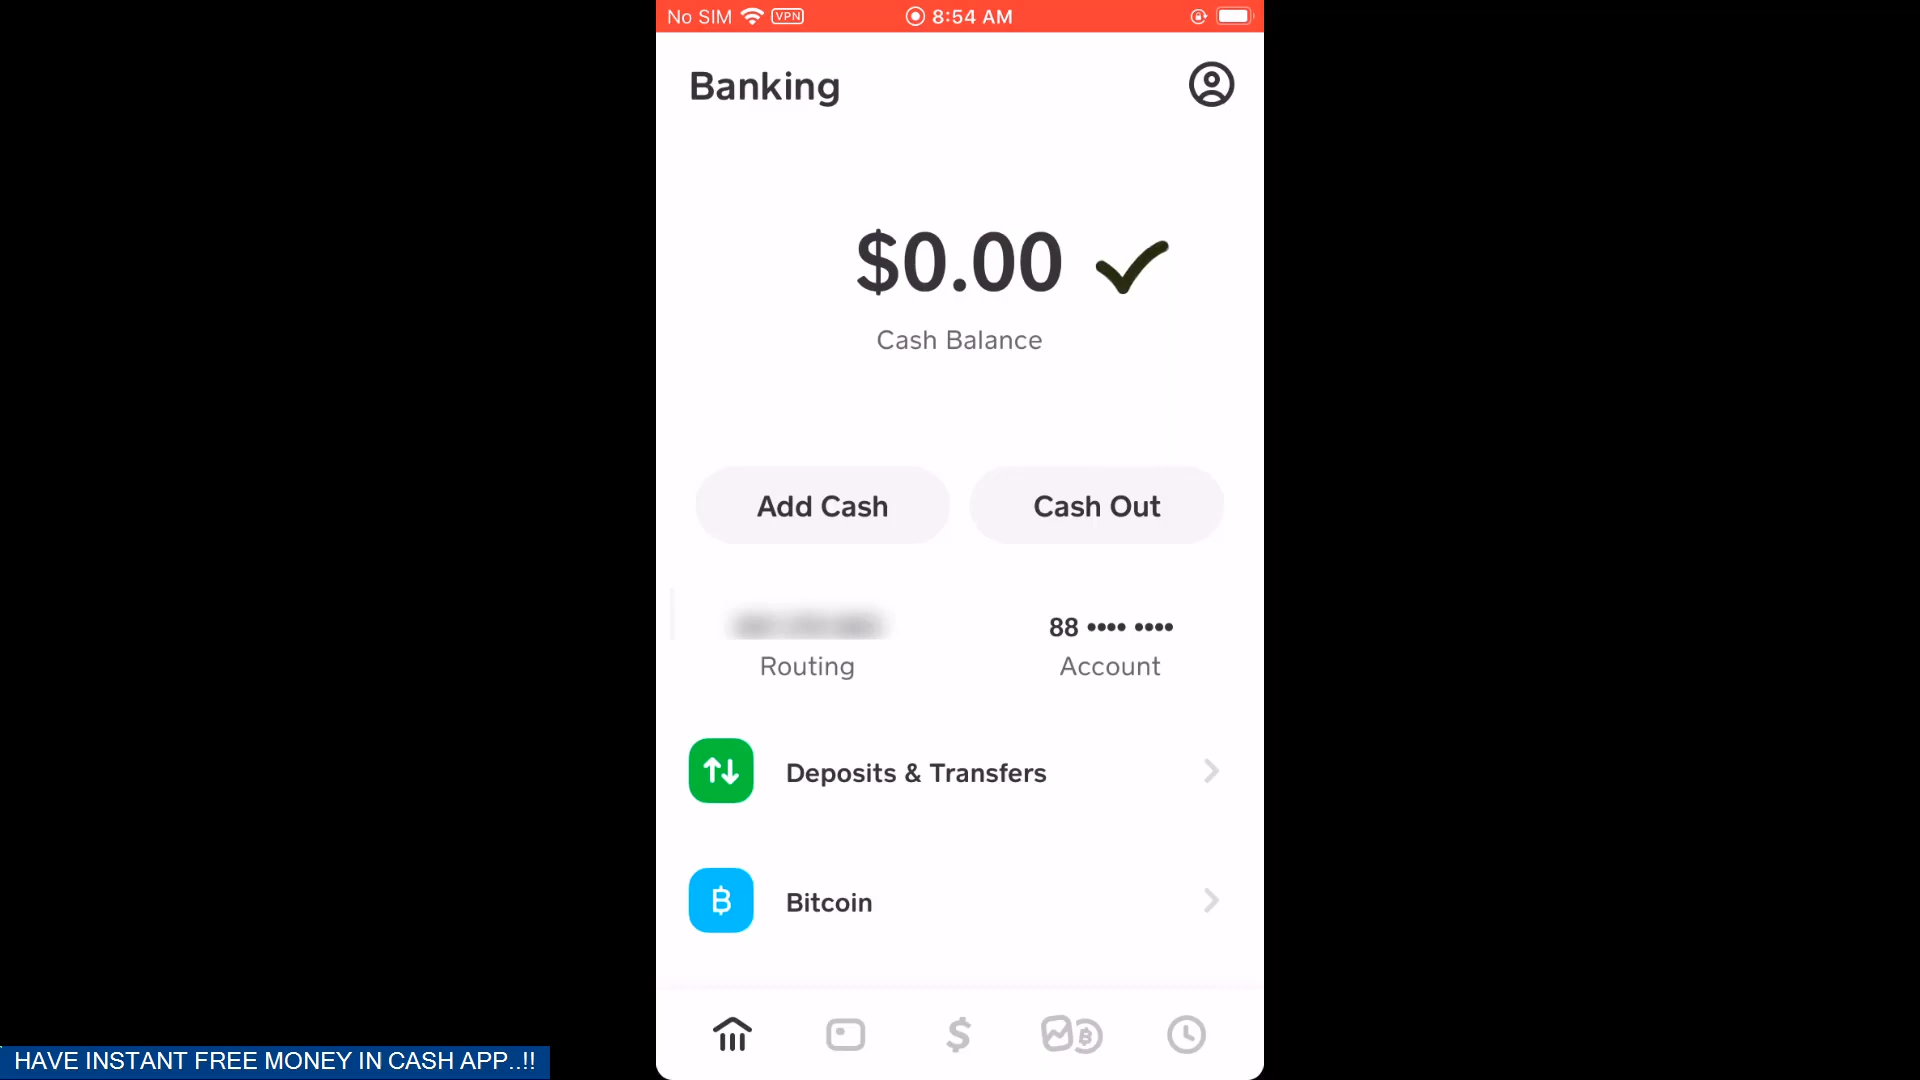 No SIM VPN 8:54 AM
Banking
$0.00
Cash Balance
Add Cash Cash Out
88 •••• ••••
Routing Account
Deposits & Transfers
Bitcoin
HAVE INSTANT FREE MONEY IN CASH APP..!!